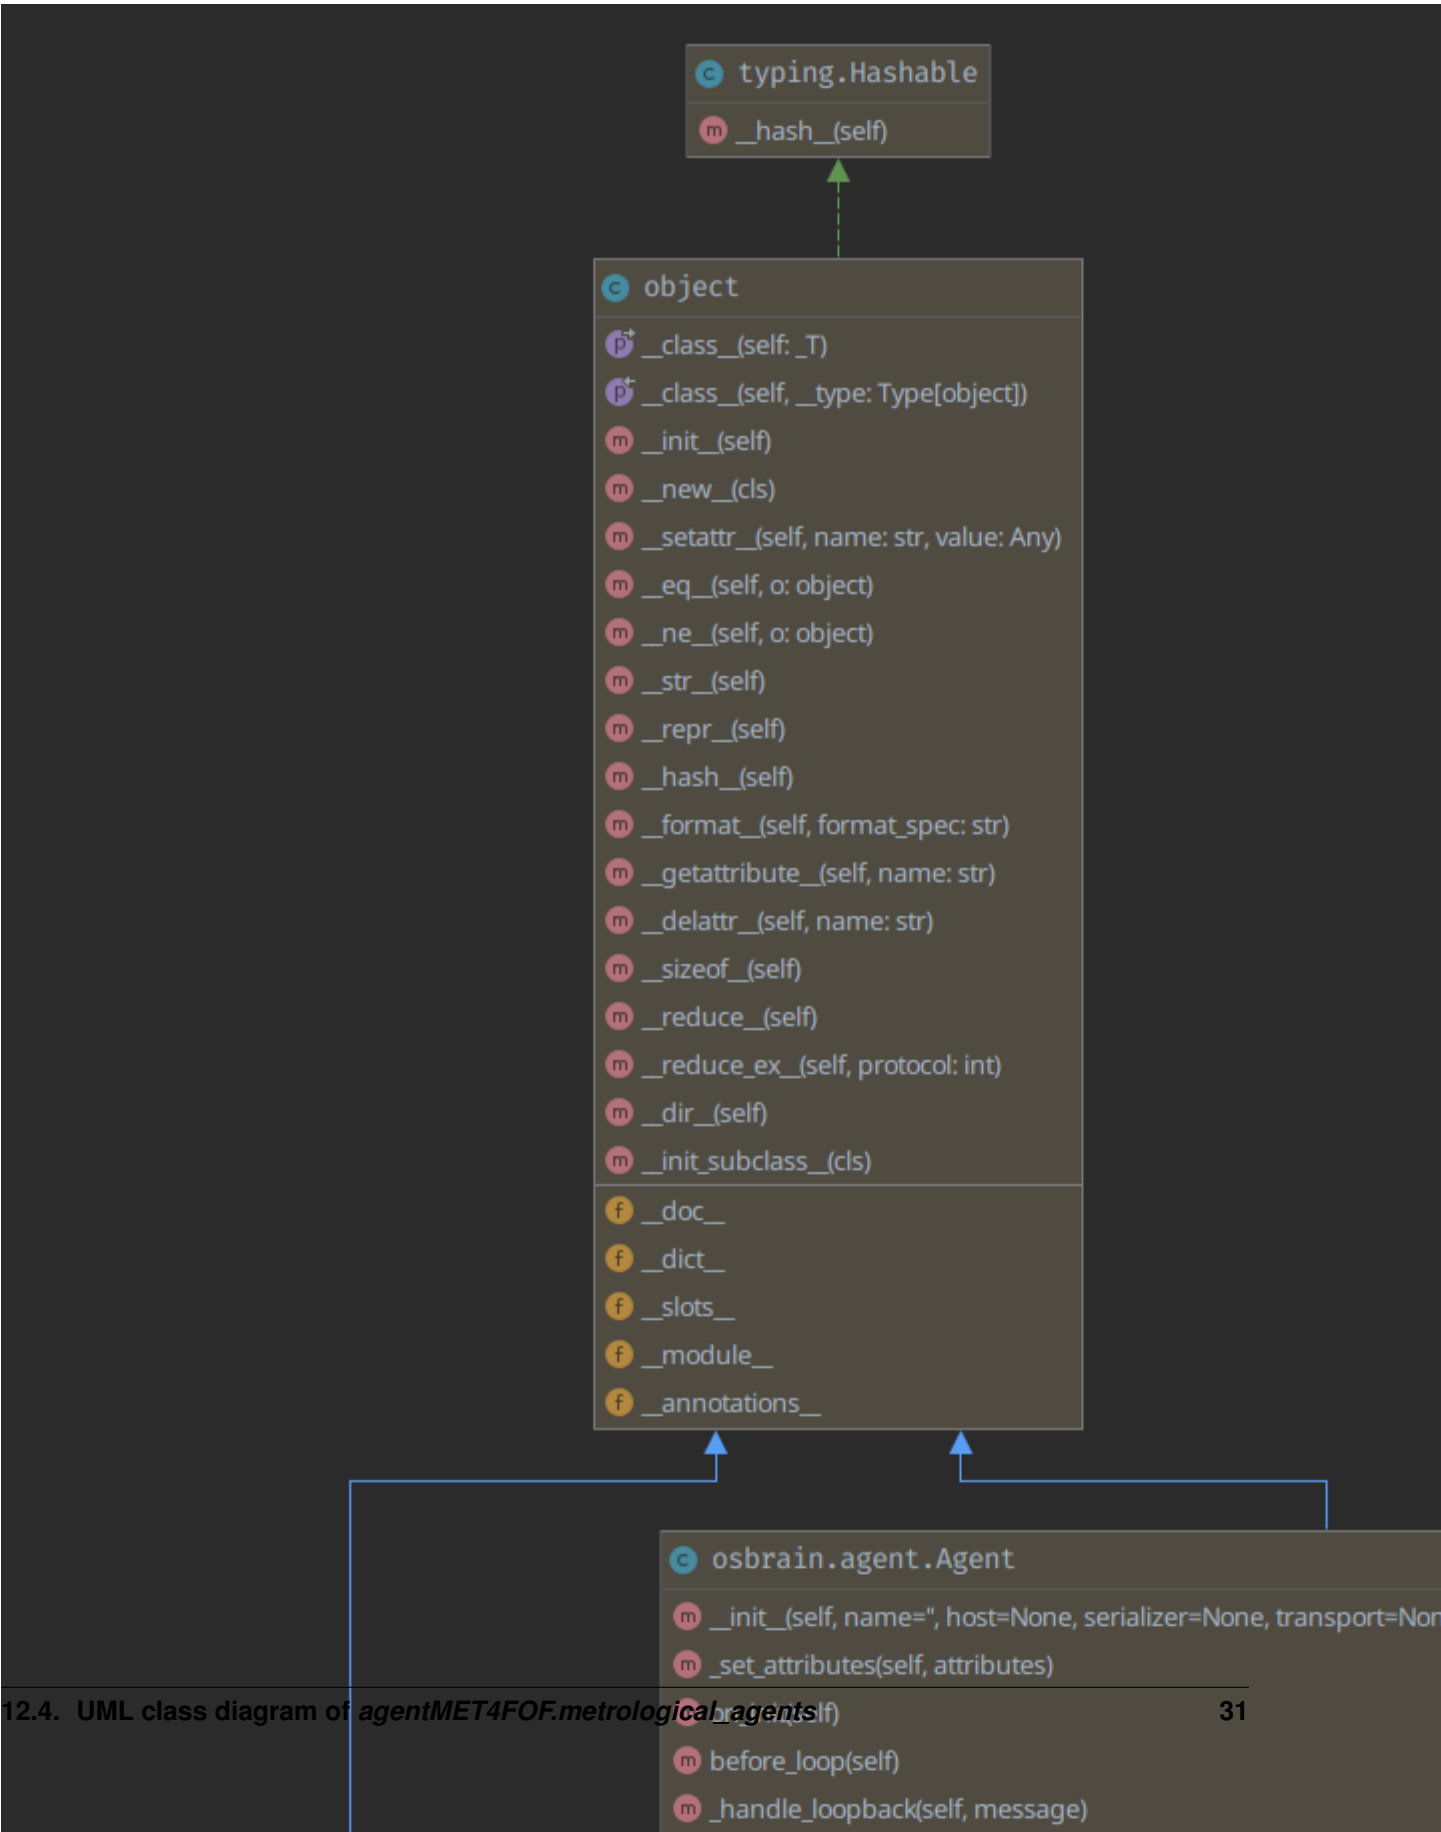 typing.Hashable
__hash__(self)
object
__class__(self: _T)
__class__(self, __type: Type[object])
__init__(self)
__new__(cls)
__setattr__(self, name: str, value: Any)
__eq__(self, o: object)
__ne__(self, o: object)
__str__(self)
__repr__(self)
__hash__(self)
__format__(self, format_spec: str)
__getattribute__(self, name: str)
__delattr__(self, name: str)
__sizeof__(self)
__reduce__(self)
__reduce_ex__(self, protocol: int)
__dir__(self)
__init_subclass__(cls)
__doc__
__dict__
__slots__
__module__
__annotations__
osbrain.agent.Agent
__init__(self, name='', host=None, serializer=None, transport=Non
_set_attributes(self, attributes)
12.4. UML class diagram of agentMET4FOF.metrological_agents 31
before_loop(self)
_handle_loopback(self, message)